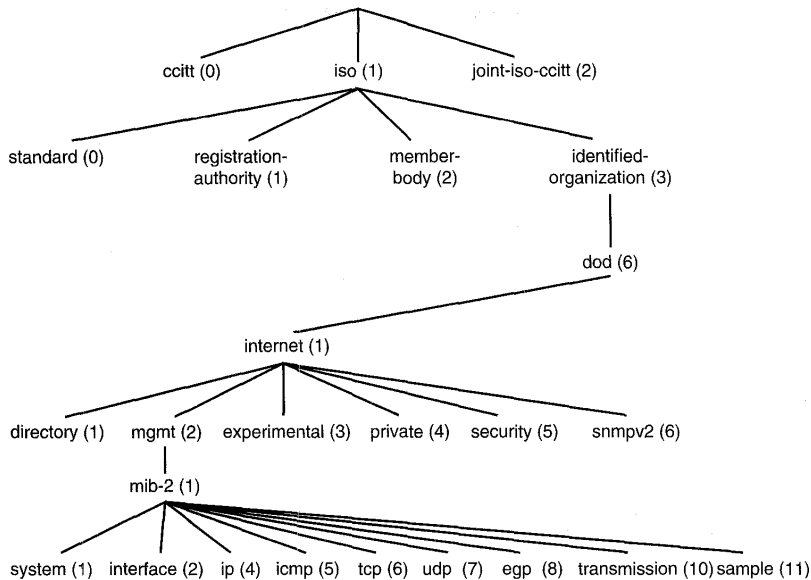 ccitt (0) iso (1) joint-iso-ccitt (2)
standard (0) registration-authority (1) member-body (2) identified-organization (3)
dod (6)
internet (1)
directory (1) mgmt (2) experimental (3) private (4) security (5) snmpv2 (6)
mib-2 (1)
system (1) interface (2) ip (4) icmp (5) tcp (6) udp (7) egp (8) transmission (10) sample (11)